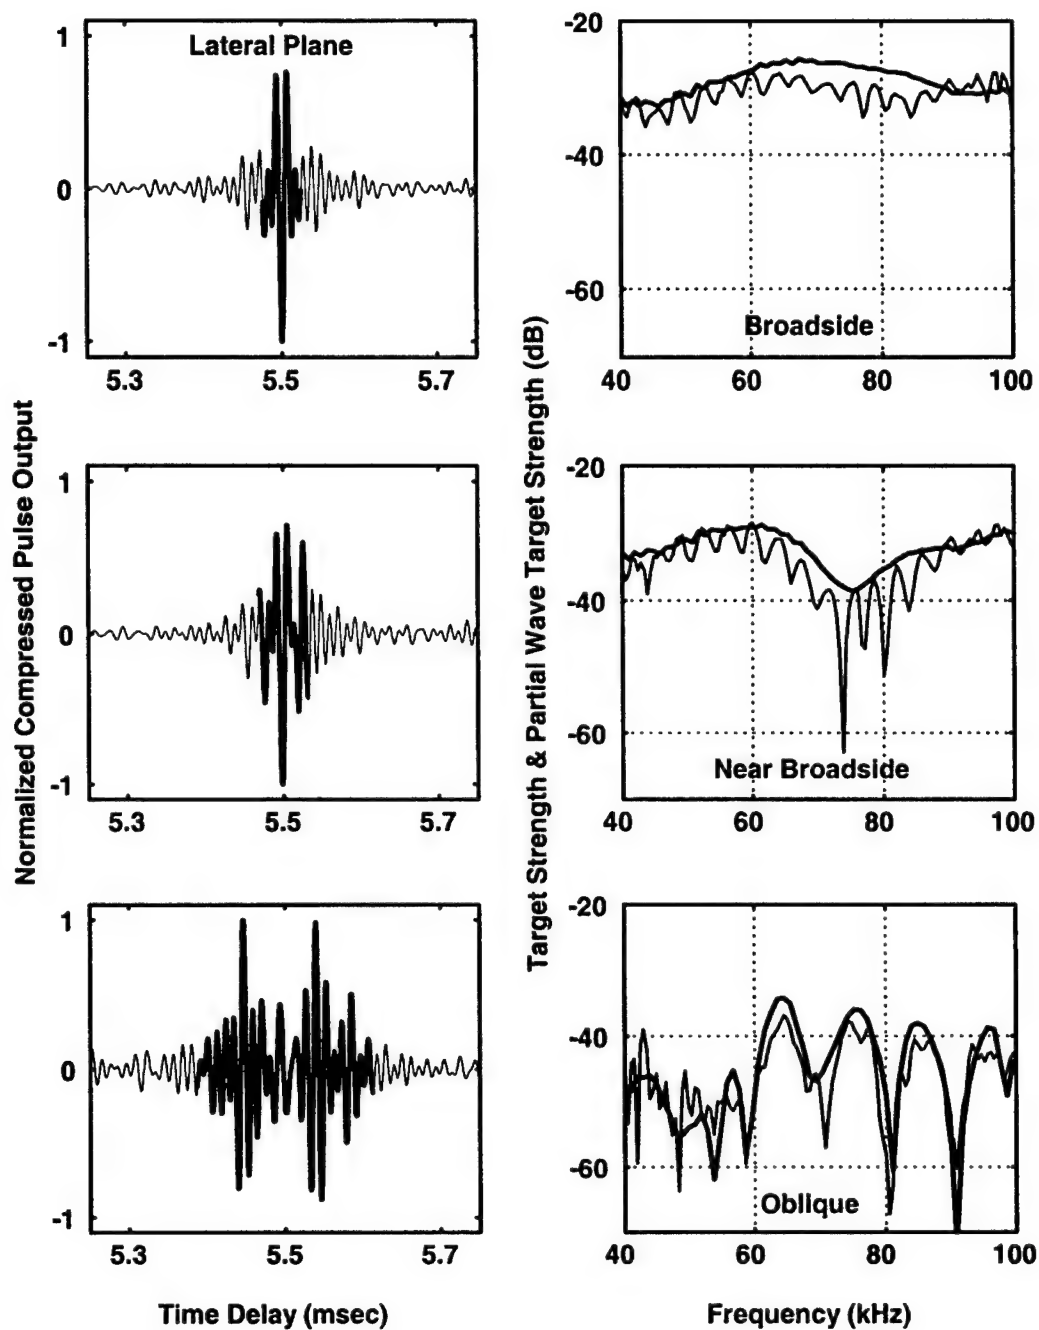 Normalized Compressed Pulse Output
Lateral Plane
1
0
-1
5.3 5.5 5.7
1
0
-1
5.3 5.5 5.7
1
0
-1
5.3 5.5 5.7
Time Delay (msec)
Target Strength & Partial Wave Target Strength (dB)
-20
-40
-60
Broadside
40 60 80 100
-20
-40
-60
Near Broadside
40 60 80 100
-20
-40
-60
Oblique
40 60 80 100
Frequency (kHz)